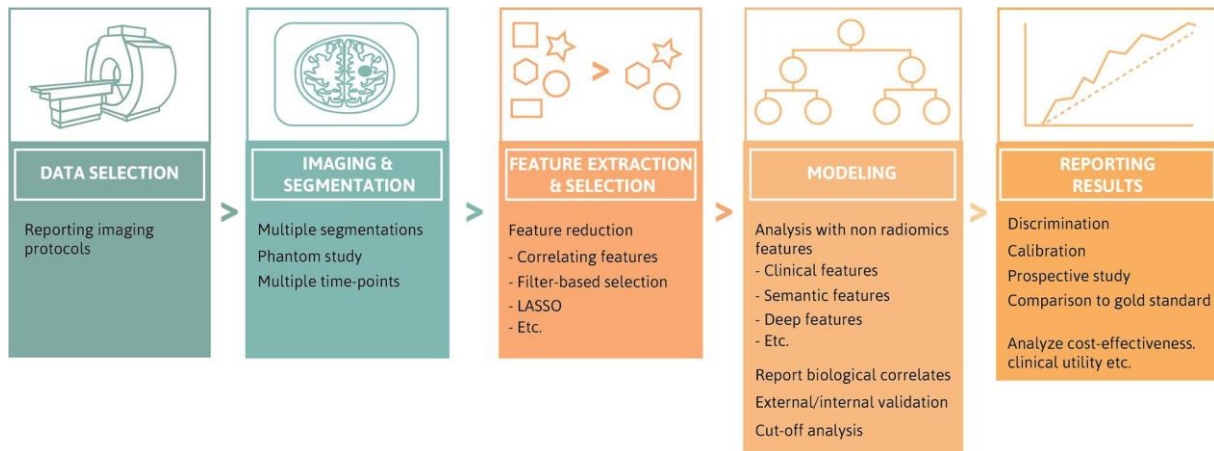 DATA SELECTION
Reporting imaging
protocols
>
IMAGING &
SEGMENTATION
Multiple segmentations
Phantom study
Multiple time-points
>
>
FEATURE EXTRACTION
& SELECTION
Feature reduction
- Correlating features
- Filter-based selection
- LASSO
- Etc.
>
MODELING
Analysis with non radiomics
features
- Clinical features
- Semantic features
- Deep features
- Etc.
Report biological correlates
External/internal validation
Cut-off analysis
>
REPORTING
RESULTS
Discrimination
Calibration
Prospective study
Comparison to gold standard
Analyze cost-effectiveness.
clinical utility etc.